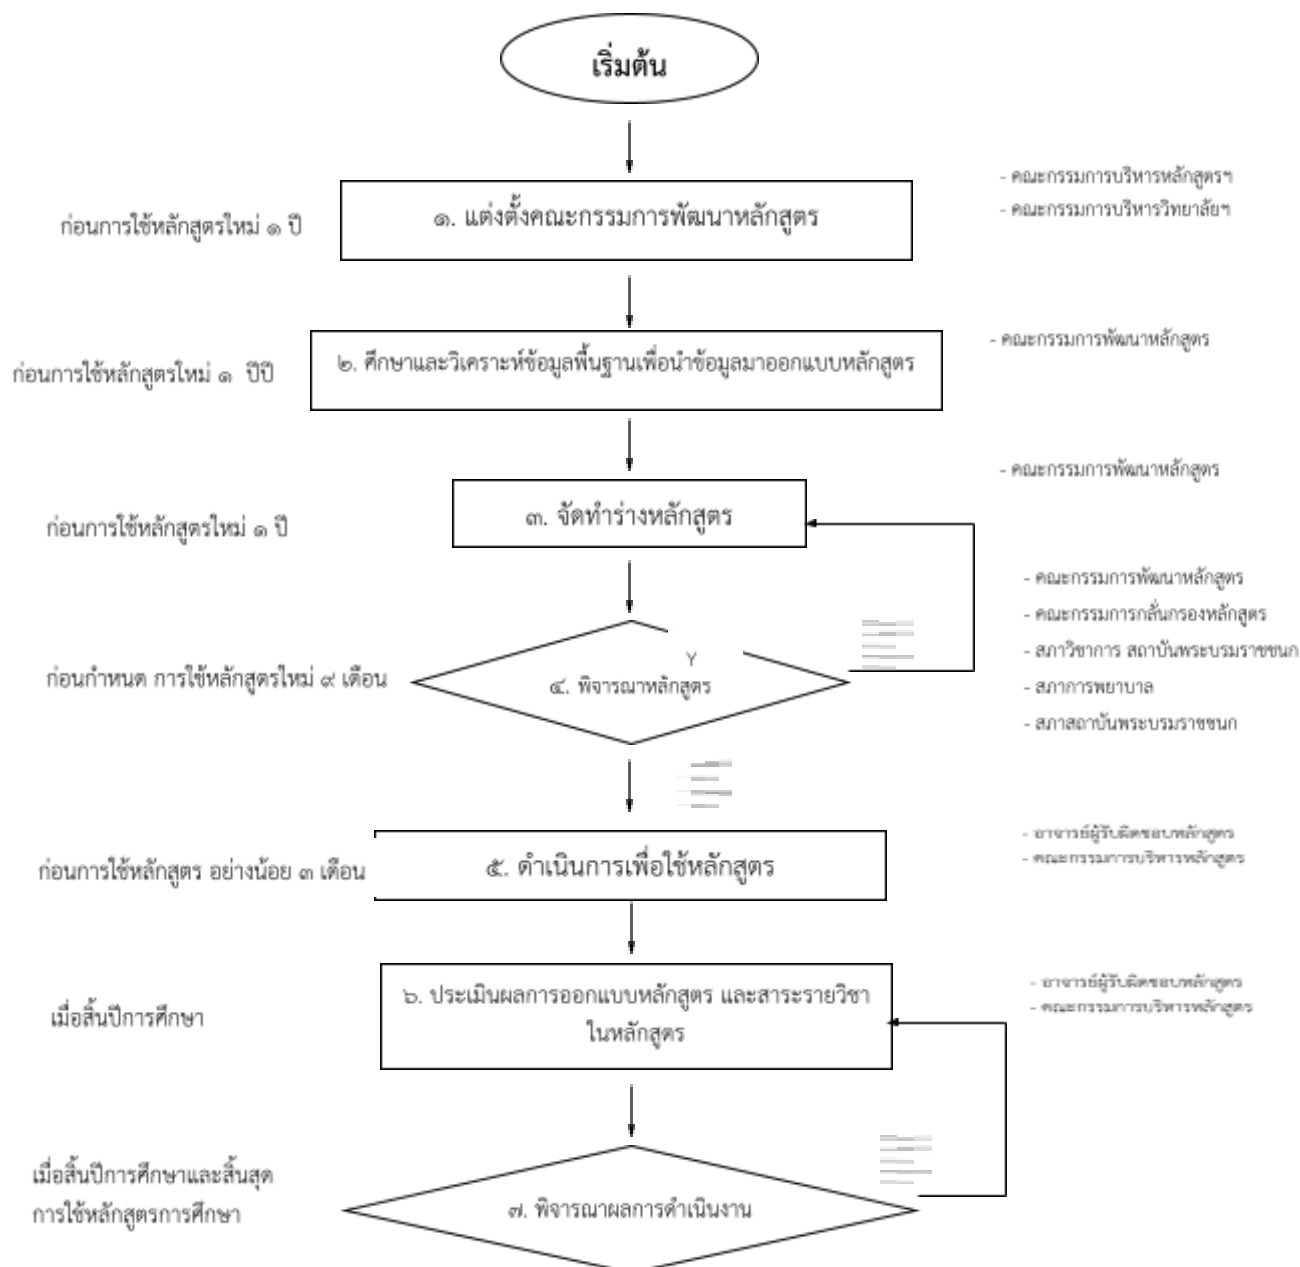 เริ่มต้น
- คณะกรรมการบริหารหลักสูตรฯ
- คณะกรรมการบริหารวิทยาลัยฯ
ก่อนการใช้หลักสูตรใหม่ ๑ ปี
๑. แต่งตั้งคณะกรรมการพัฒนาหลักสูตร
- คณะกรรมการพัฒนาหลักสูตร
ก่อนการใช้หลักสูตรใหม่ ๑ ปีปี
๒. ศึกษาและวิเคราะห์ข้อมูลพื้นฐานเพื่อนำข้อมูลมาออกแบบหลักสูตร
- คณะกรรมการพัฒนาหลักสูตร
ก่อนการใช้หลักสูตรใหม่ ๑ ปี
๓. จัดทำร่างหลักสูตร
- คณะกรรมการพัฒนาหลักสูตร
- คณะกรรมการกลั่นกรองหลักสูตร
- สภาวิชาการ สถาบันพระบรมราชชนก
- สภาการพยาบาล
- สภาสถาบันพระบรมราชชนก
ก่อนกำหนด การใช้หลักสูตรใหม่ ๙ เดือน
Y
๔. พิจารณาหลักสูตร
ก่อนการใช้หลักสูตร อย่างน้อย ๓ เดือน
๕. ดำเนินการเพื่อใช้หลักสูตร
- อาจารย์ผู้รับผิดชอบหลักสูตร
- คณะกรรมการบริหารหลักสูตร
เมื่อสิ้นปีการศึกษา
๖. ประเมินผลการออกแบบหลักสูตร และสาระรายวิชา
ในหลักสูตร
- อาจารย์ผู้รับผิดชอบหลักสูตร
- คณะกรรมการบริหารหลักสูตร
เมื่อสิ้นปีการศึกษาและสิ้นสุด
การใช้หลักสูตรการศึกษา
๗. พิจารณาผลการดำเนินงาน